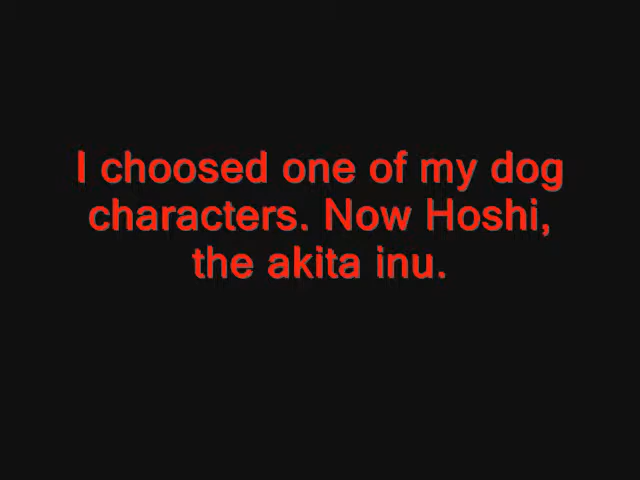 I choosed one of my dog
characters. Now Hoshi,
the akita inu.